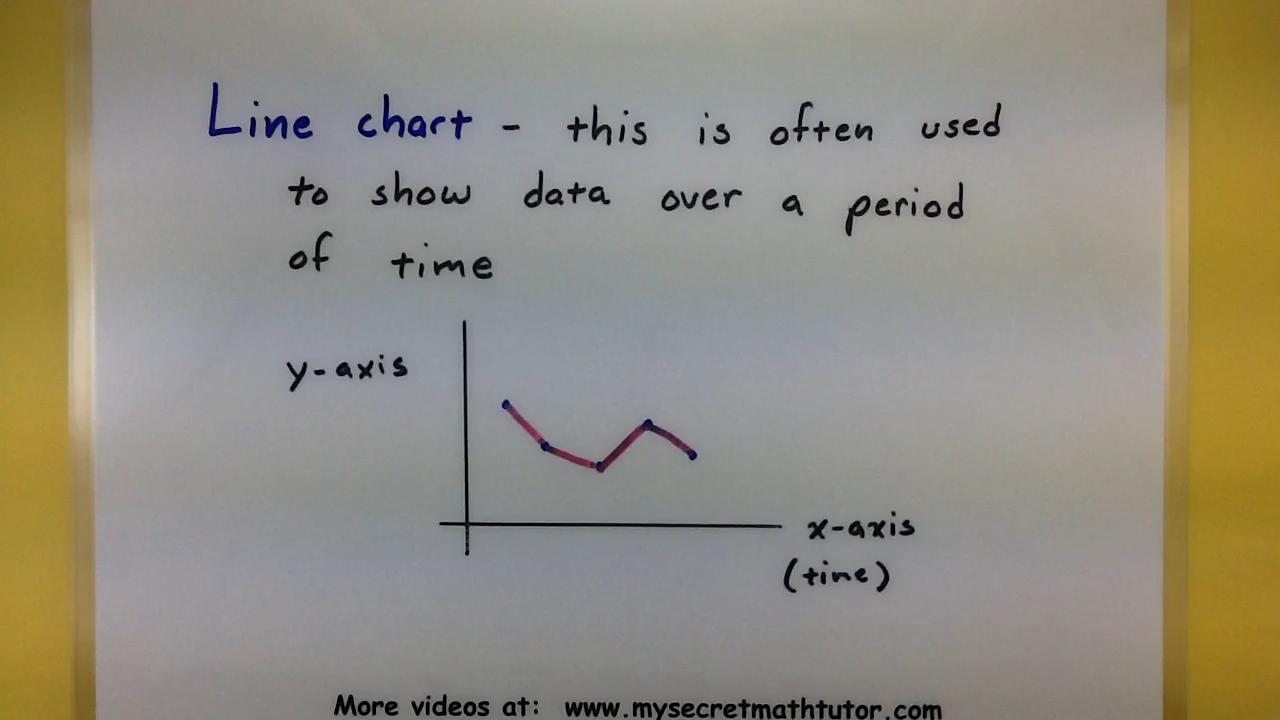 Line chart - this is often used
to show data over a period
of time
y-axis
x-axis
(time)
More videos at: www.mysecretmathtutor.com